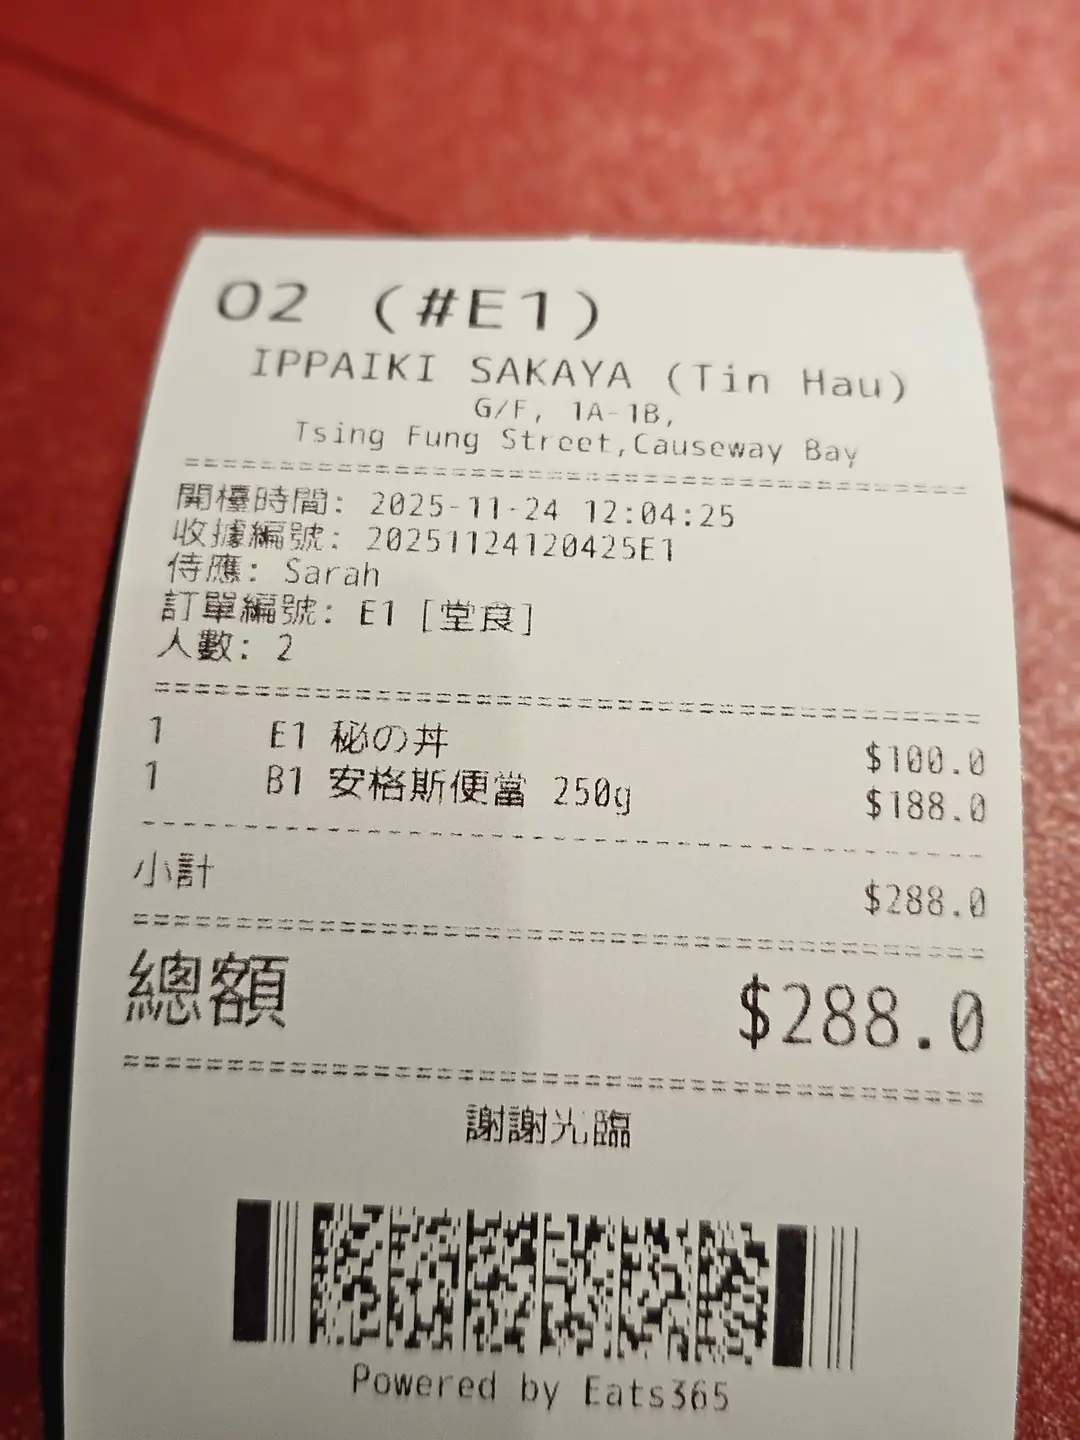 02 (#E1)
IPPAIKI SAKAYA (Tin Hau)
G/F, 1A-1B,
Tsing Fung Street,Causeway Bay
開檯時間: 2025-11-24 12:04:25
收據編號: 20251124120425E1
侍應: Sarah
訂單編號: E1 [堂食]
人數: 2
1 E1 秘の丼 $100.0
1 B1 安格斯便當 250g $188.0
小計 $288.0
總額 $288.0
謝謝光臨
Powered by Eats365